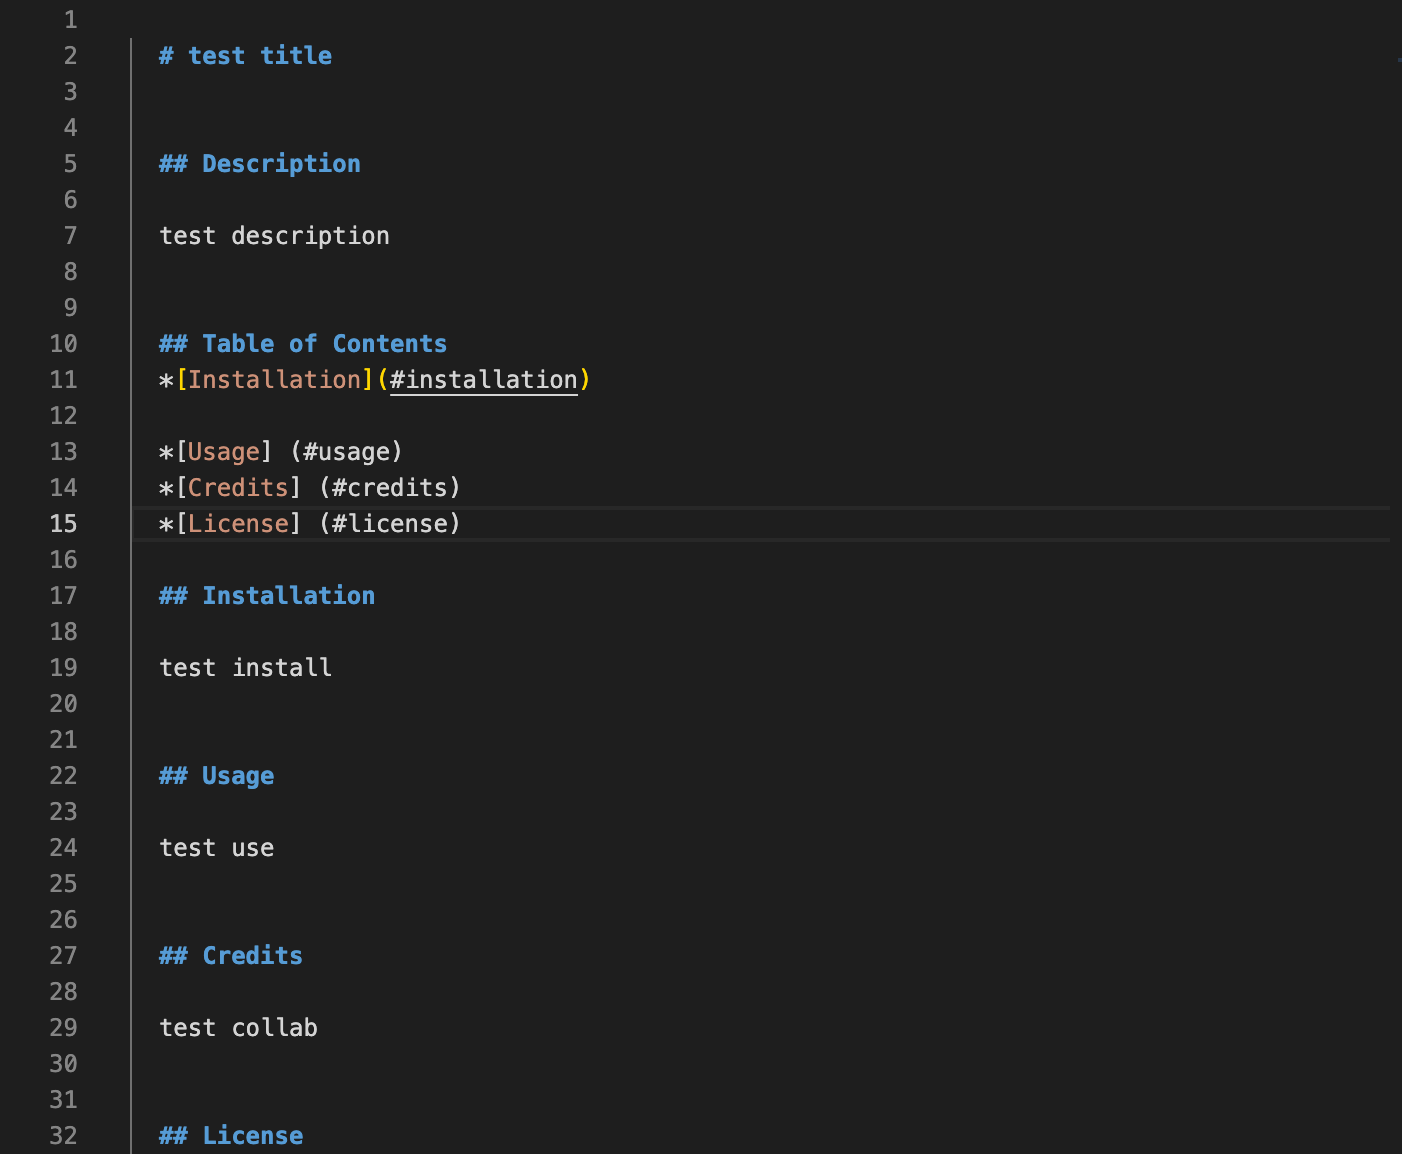 1
2 # test title
3
4
5 ## Description
6
7 test description
8
9
10 ## Table of Contents
11 *[Installation](#installation)
12
13 *[Usage] (#usage)
14 *[Credits] (#credits)
15 *[License] (#license)
16
17 ## Installation
18
19 test install
20
21
22 ## Usage
23
24 test use
25
26
27 ## Credits
28
29 test collab
30
31
32 ## License